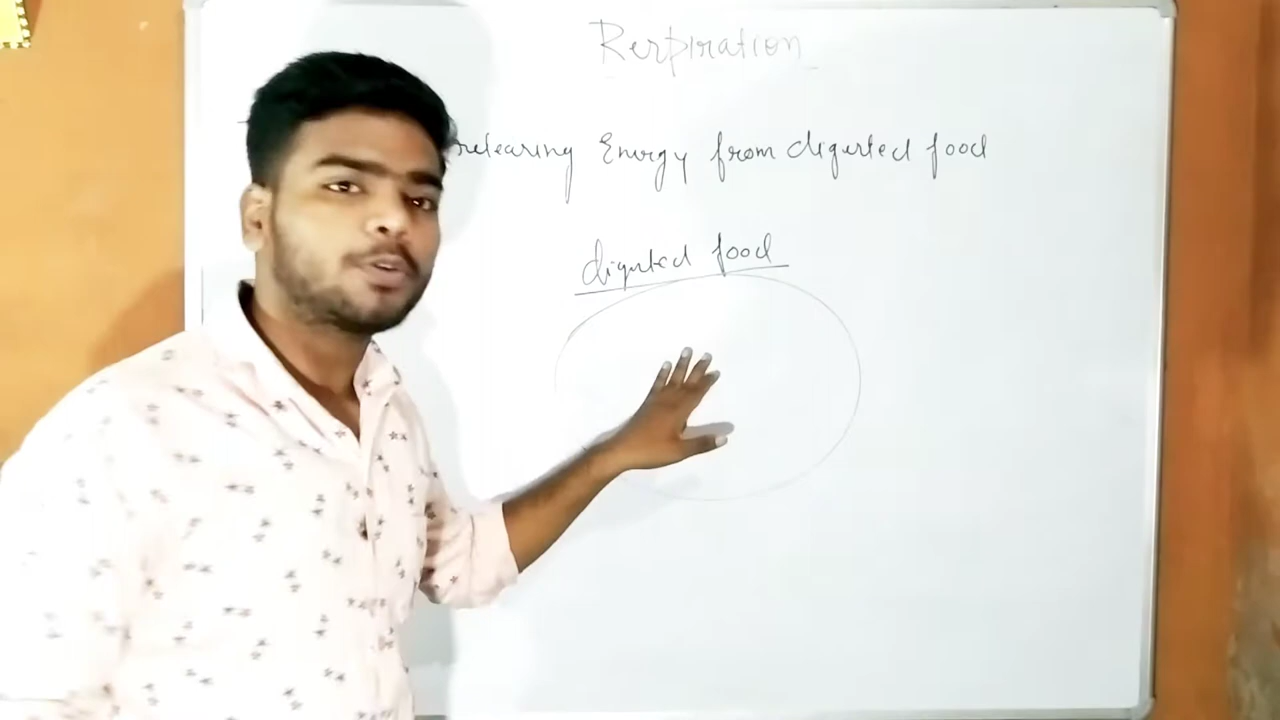 Respiration
releasing Energy from digested food
digested food